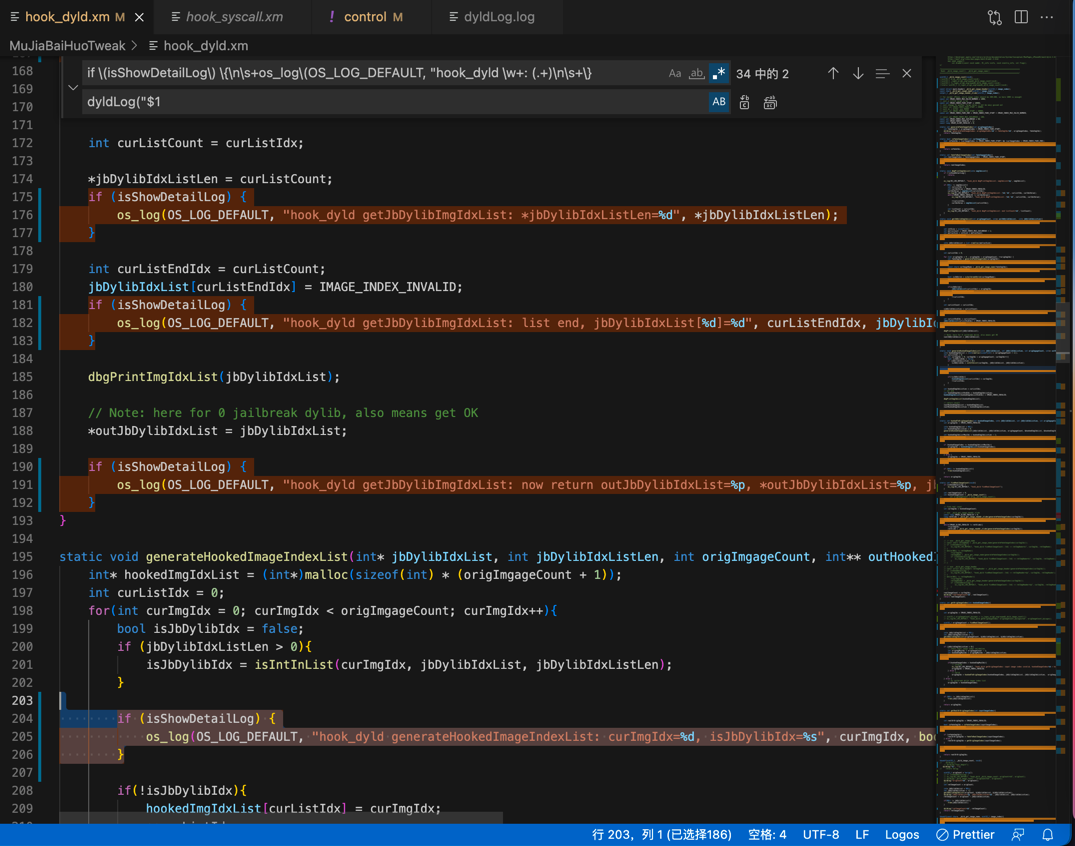 hook_dyld.xm M
hook_syscall.xm
! control M
dyldLog.log
MuJiaBaiHuoTweak > hook_dyld.xm
if \(isShowDetailLog\) \{\n\s+os_log\(OS_LOG_DEFAULT, "hook_dyld \w+: (.+)\n\s+\} Aa ab .* 34 中的 2
dyldLog("$1 AB
168
169
170
171
172 int curListCount = curListIdx;
173
174 *jbDylibIdxListLen = curListCount;
175 if (isShowDetailLog) {
176 os_log(OS_LOG_DEFAULT, "hook_dyld getJbDylibImgIdxList: *jbDylibIdxListLen=%d", *jbDylibIdxListLen);
177 }
178
179 int curListEndIdx = curListCount;
180 jbDylibIdxList[curListEndIdx] = IMAGE_INDEX_INVALID;
181 if (isShowDetailLog) {
182 os_log(OS_LOG_DEFAULT, "hook_dyld getJbDylibImgIdxList: list end, jbDylibIdxList[%d]=%d", curListEndIdx, jbDylibI
183 }
184
185 dbgPrintImgIdxList(jbDylibIdxList);
186
187 // Note: here for 0 jailbreak dylib, also means get OK
188 *outJbDylibIdxList = jbDylibIdxList;
189
190 if (isShowDetailLog) {
191 os_log(OS_LOG_DEFAULT, "hook_dyld getJbDylibImgIdxList: now return outJbDylibIdxList=%p, *outJbDylibIdxList=%p, j
192 }
193 }
194
195 static void generateHookedImageIndexList(int* jbDylibIdxList, int jbDylibIdxListLen, int origImgageCount, int** outHookedI
196 int* hookedImgIdxList = (int*)malloc(sizeof(int) * (origImgageCount + 1));
197 int curListIdx = 0;
198 for(int curImgIdx = 0; curImgIdx < origImgageCount; curImgIdx++){
199 bool isJbDylibIdx = false;
200 if (jbDylibIdxListLen > 0){
201 isJbDylibIdx = isIntInList(curImgIdx, jbDylibIdxList, jbDylibIdxListLen);
202 }
203
204 if (isShowDetailLog) {
205 os_log(OS_LOG_DEFAULT, "hook_dyld generateHookedImageIndexList: curImgIdx=%d, isJbDylibIdx=%s", curImgIdx, boo
206 }
207
208 if(!isJbDylibIdx){
209 hookedImgIdxList[curListIdx] = curImgIdx;
行 203，列 1 (已选择186) 空格: 4 UTF-8 LF Logos Prettier